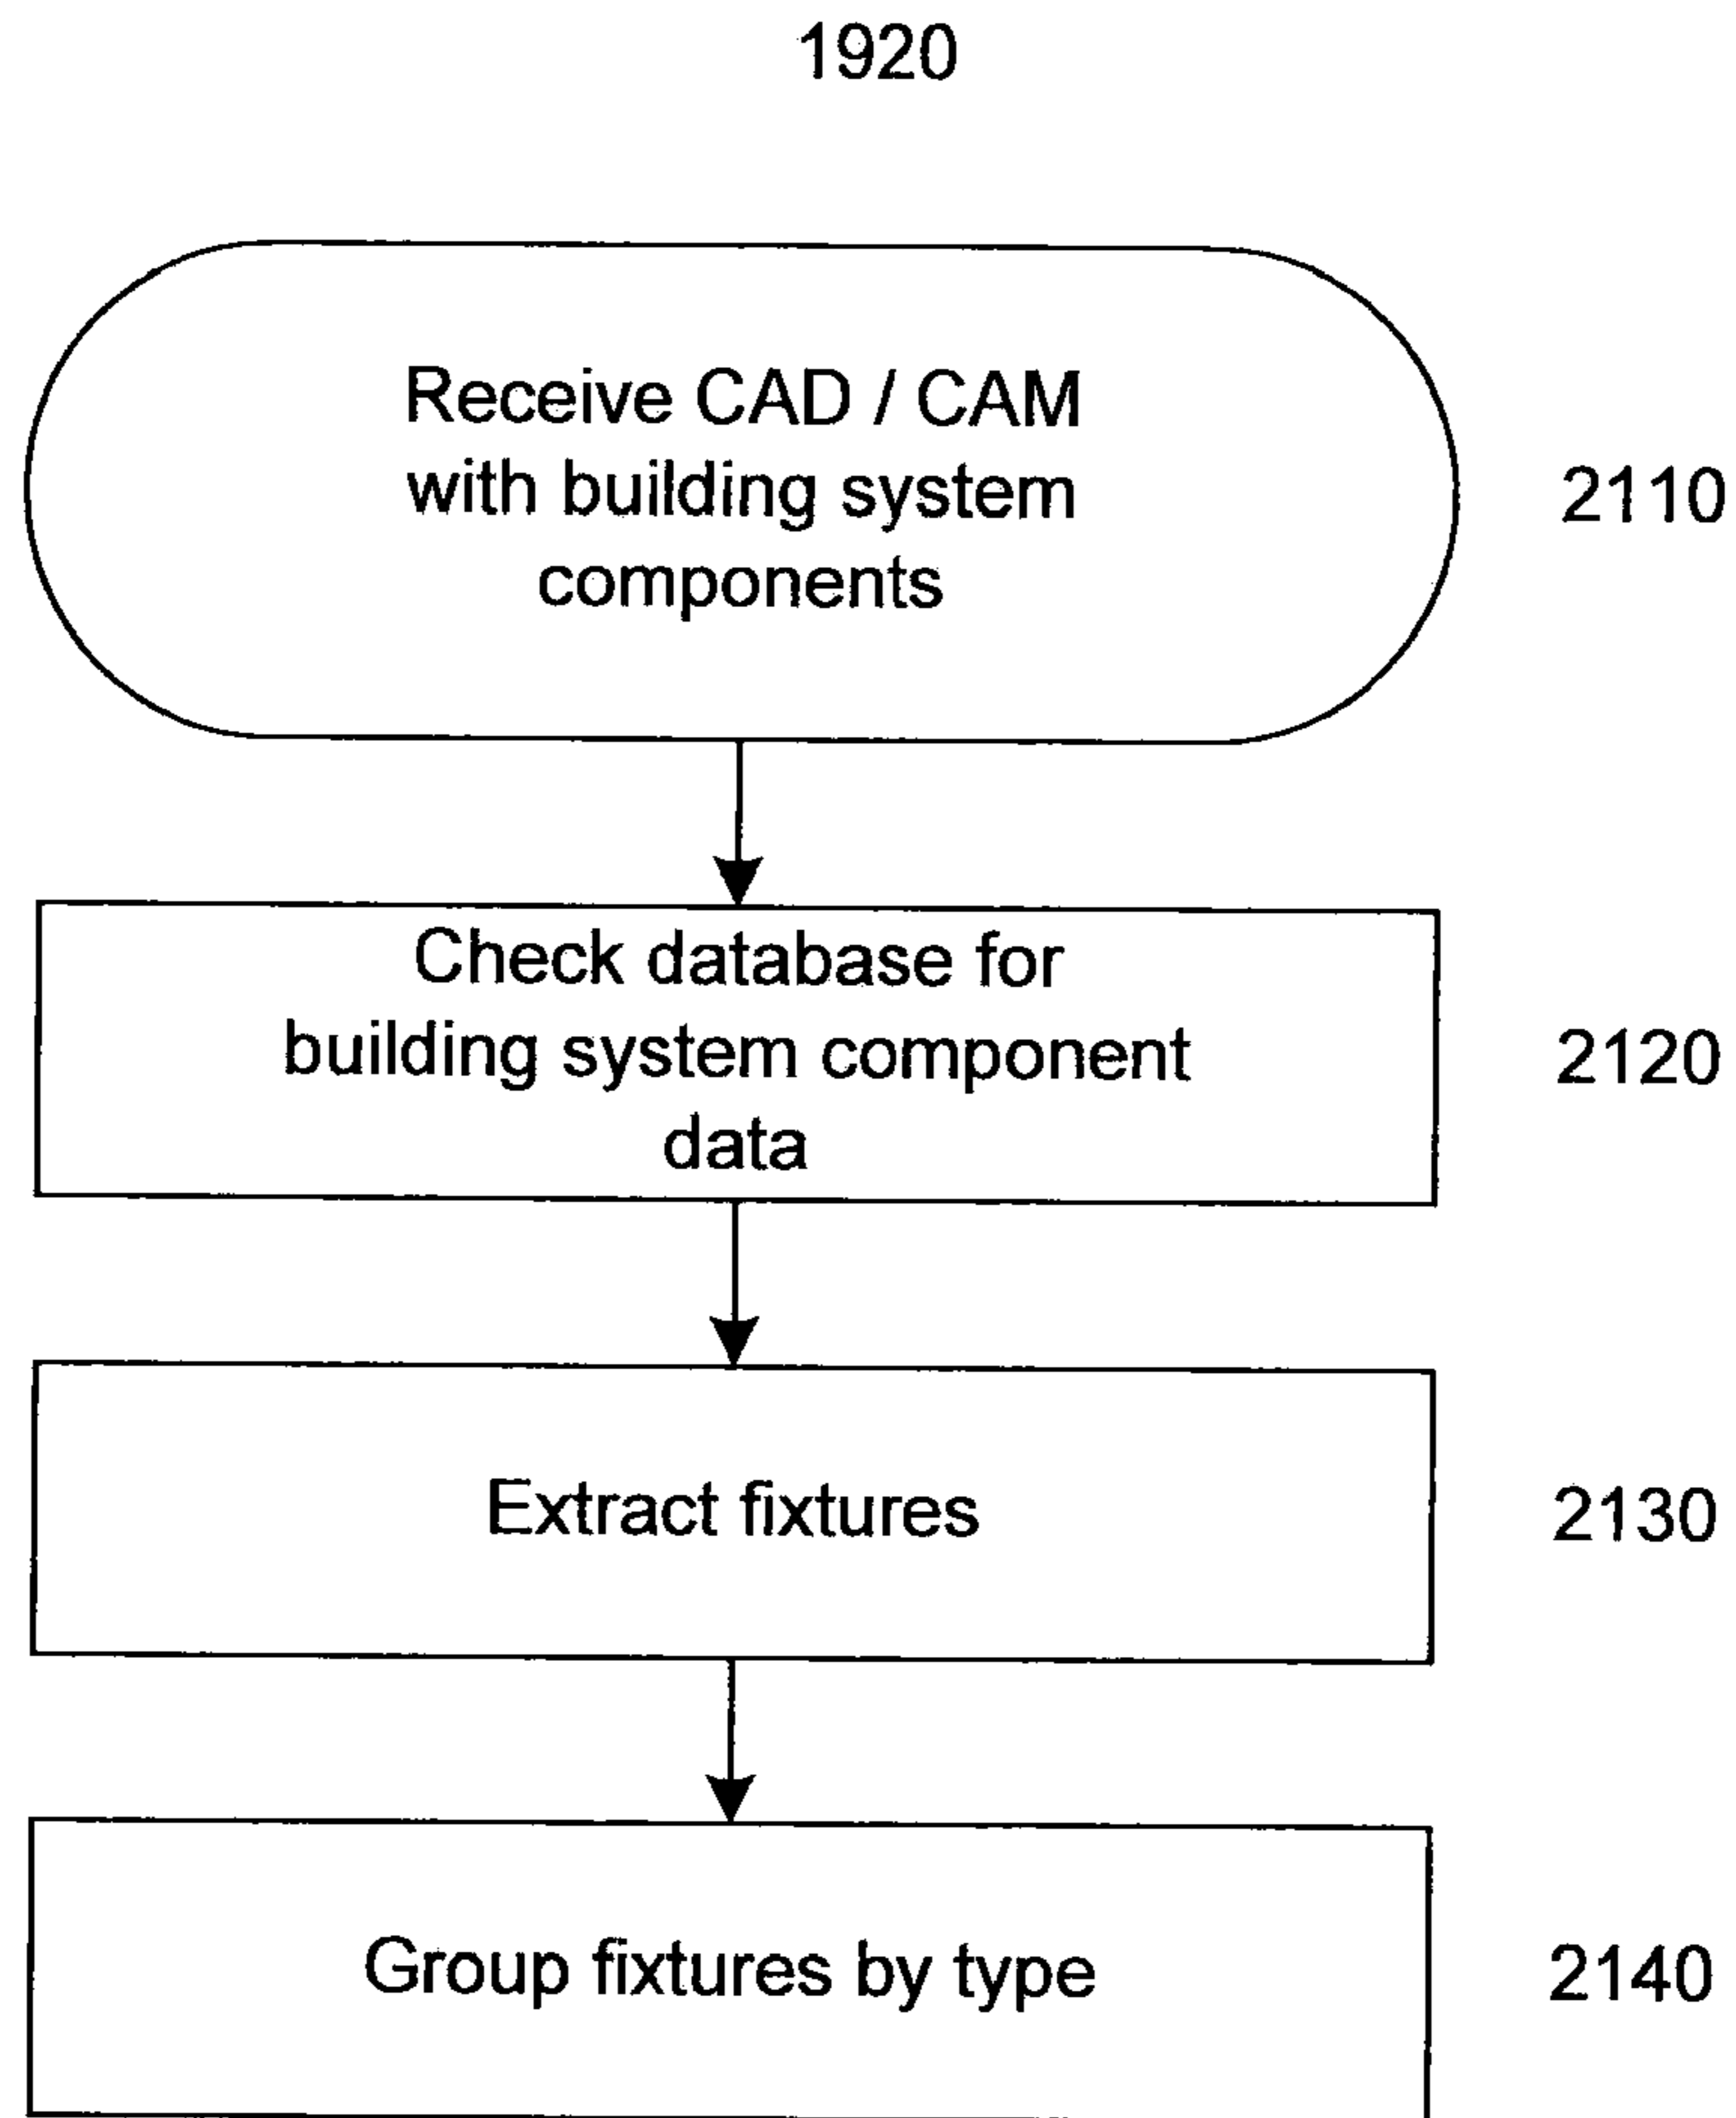 1920
Receive CAD / CAM
with building system
components
2110
Check database for
building system component
data
2120
Extract fixtures
2130
Group fixtures by type
2140